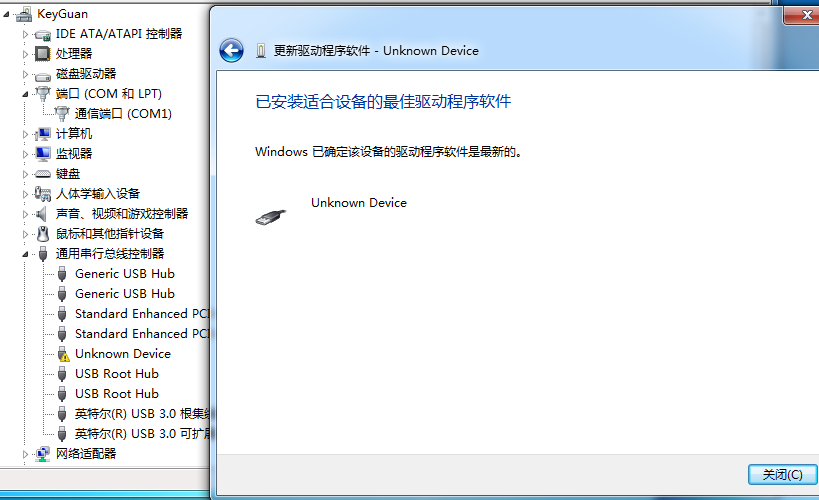 KeyGuan
IDE ATA/ATAPI 控制器
处理器
磁盘驱动器
端口 (COM 和 LPT)
通信端口 (COM1)
计算机
监视器
键盘
人体学输入设备
声音、视频和游戏控制器
鼠标和其他指针设备
通用串行总线控制器
Generic USB Hub
Generic USB Hub
Standard Enhanced PCI
Standard Enhanced PCI
Unknown Device
USB Root Hub
USB Root Hub
英特尔(R) USB 3.0 根集线
英特尔(R) USB 3.0 可扩展
网络适配器
更新驱动程序软件 - Unknown Device
已安装适合设备的最佳驱动程序软件
Windows 已确定该设备的驱动程序软件是最新的。
Unknown Device
关闭(C)